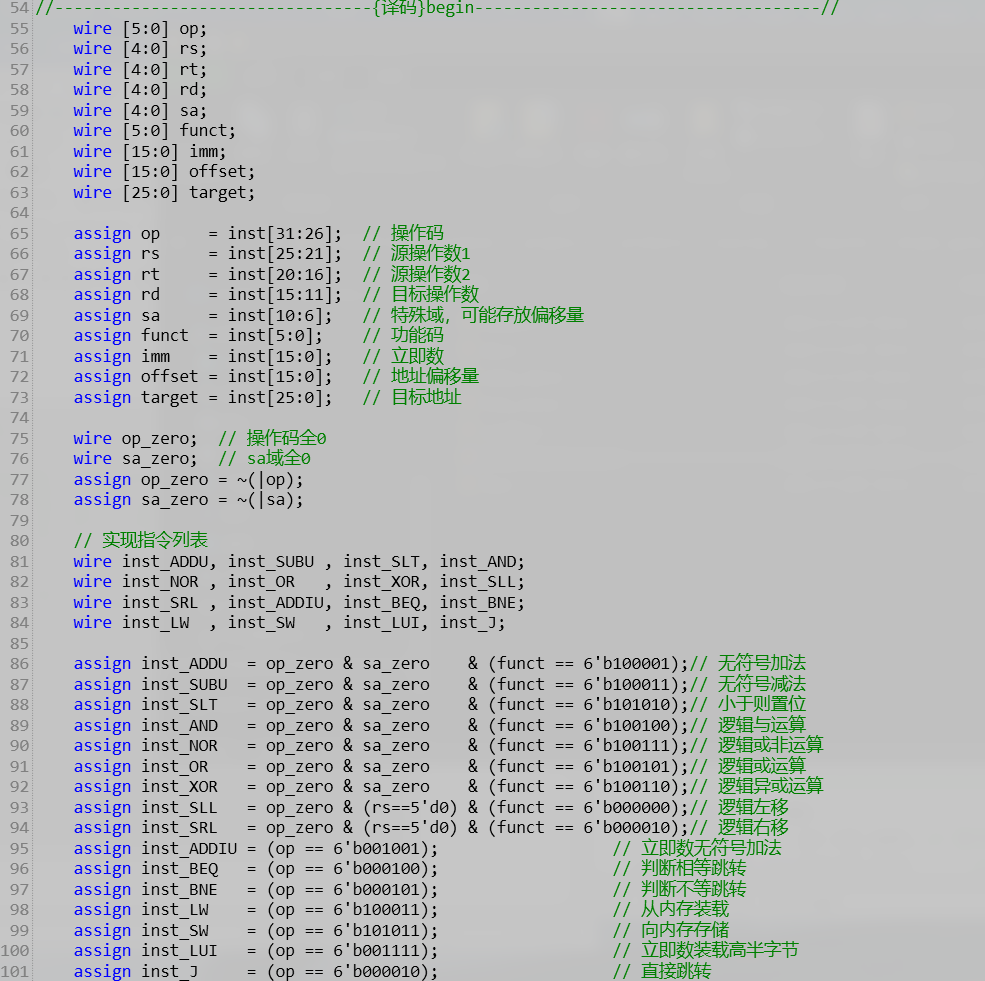 54 //---------------------------------{译码}begin------------------------------------//
55 wire [5:0] op;
56 wire [4:0] rs;
57 wire [4:0] rt;
58 wire [4:0] rd;
59 wire [4:0] sa;
60 wire [5:0] funct;
61 wire [15:0] imm;
62 wire [15:0] offset;
63 wire [25:0] target;
64
65 assign op     = inst[31:26];  // 操作码
66 assign rs     = inst[25:21];  // 源操作数1
67 assign rt     = inst[20:16];  // 源操作数2
68 assign rd     = inst[15:11];  // 目标操作数
69 assign sa     = inst[10:6];   // 特殊域，可能存放偏移量
70 assign funct  = inst[5:0];    // 功能码
71 assign imm    = inst[15:0];   // 立即数
72 assign offset = inst[15:0];   // 地址偏移量
73 assign target = inst[25:0];   // 目标地址
74
75 wire op_zero;  // 操作码全0
76 wire sa_zero;  // sa域全0
77 assign op_zero = ~(|op);
78 assign sa_zero = ~(|sa);
79
80 // 实现指令列表
81 wire inst_ADDU, inst_SUBU , inst_SLT, inst_AND;
82 wire inst_NOR , inst_OR   , inst_XOR, inst_SLL;
83 wire inst_SRL , inst_ADDIU, inst_BEQ, inst_BNE;
84 wire inst_LW  , inst_SW   , inst_LUI, inst_J;
85
86 assign inst_ADDU  = op_zero & sa_zero    & (funct == 6'b100001);// 无符号加法
87 assign inst_SUBU  = op_zero & sa_zero    & (funct == 6'b100011);// 无符号减法
88 assign inst_SLT   = op_zero & sa_zero    & (funct == 6'b101010);// 小于则置位
89 assign inst_AND   = op_zero & sa_zero    & (funct == 6'b100100);// 逻辑与运算
90 assign inst_NOR   = op_zero & sa_zero    & (funct == 6'b100111);// 逻辑或非运算
91 assign inst_OR    = op_zero & sa_zero    & (funct == 6'b100101);// 逻辑或运算
92 assign inst_XOR   = op_zero & sa_zero    & (funct == 6'b100110);// 逻辑异或运算
93 assign inst_SLL   = op_zero & (rs==5'd0) & (funct == 6'b000000);// 逻辑左移
94 assign inst_SRL   = op_zero & (rs==5'd0) & (funct == 6'b000010);// 逻辑右移
95 assign inst_ADDIU = (op == 6'b001001);                  // 立即数无符号加法
96 assign inst_BEQ   = (op == 6'b000100);                  // 判断相等跳转
97 assign inst_BNE   = (op == 6'b000101);                  // 判断不等跳转
98 assign inst_LW    = (op == 6'b100011);                  // 从内存装载
99 assign inst_SW    = (op == 6'b101011);                  // 向内存存储
100 assign inst_LUI   = (op == 6'b001111);                  // 立即数装载高半字节
101 assign inst_J     = (op == 6'b000010);                  // 直接跳转